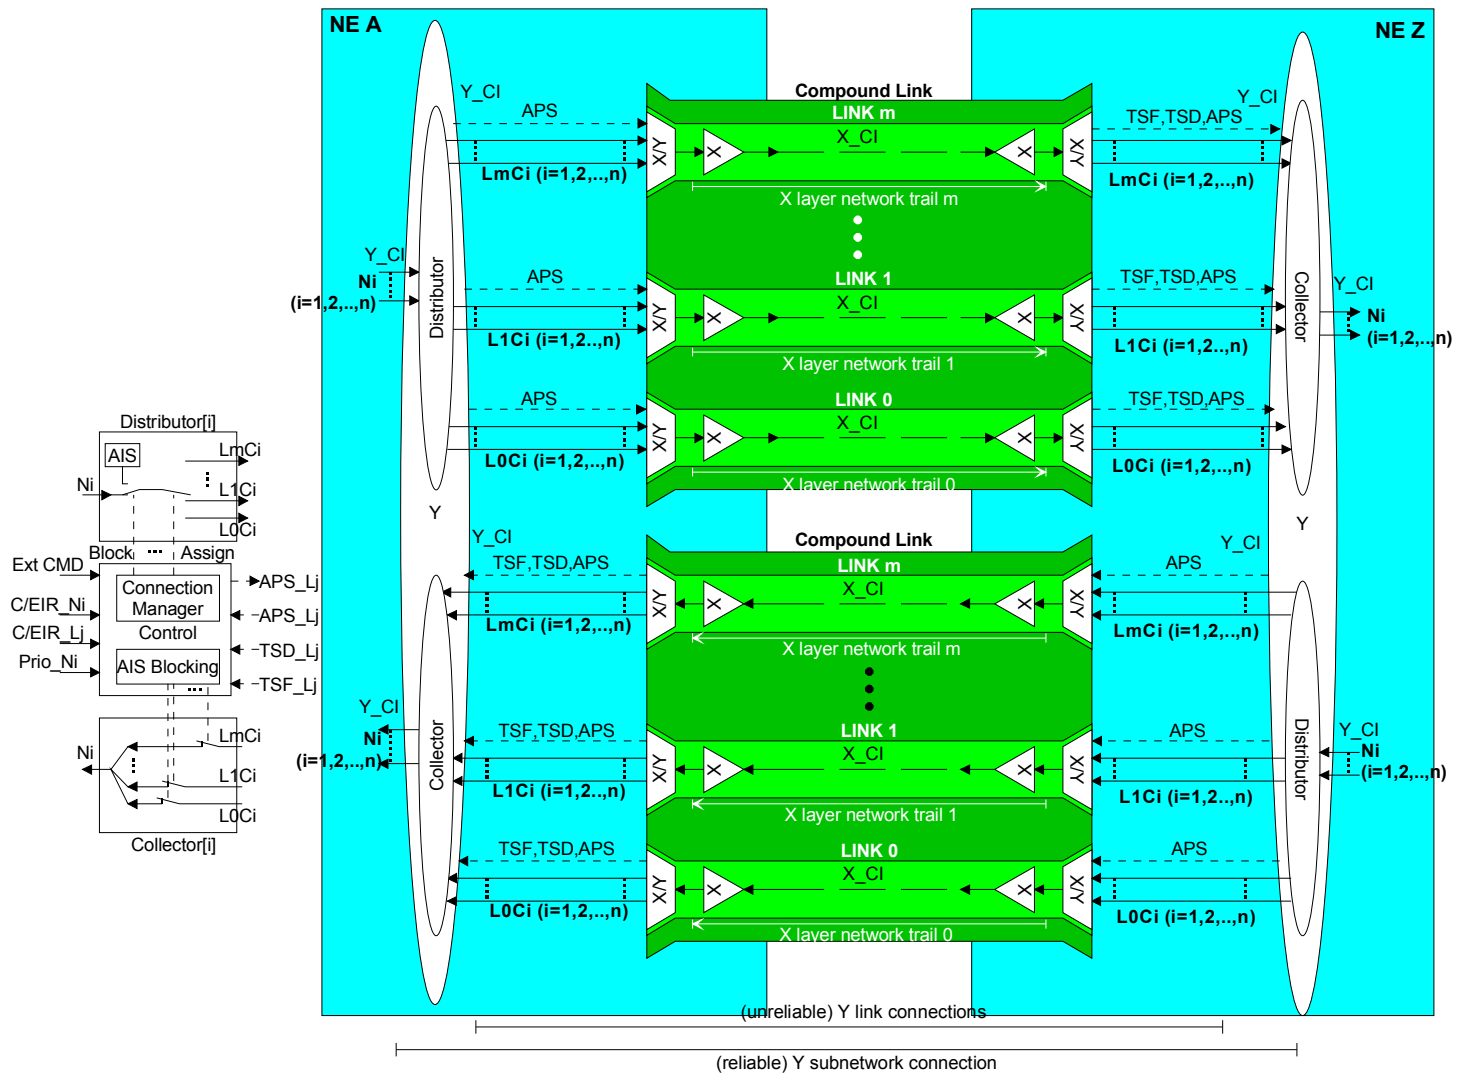 NE A
NE Z
Y_CI
APS
Compound Link
LINK m
X_CI
TSF,TSD,APS
Y_CI
X/Y
X
X
X/Y
LmCi (i=1,2,..,n)
LmCi (i=1,2,..,n)
X layer network trail m
Y_CI
Ni
(i=1,2,..,n)
Distributor
APS
LINK 1
X_CI
TSF,TSD,APS
Collector
Y_CI
Ni
(i=1,2,..,n)
X/Y
X
X
X/Y
L1Ci (i=1,2..,n)
L1Ci (i=1,2..,n)
X layer network trail 1
APS
LINK 0
X_CI
TSF,TSD,APS
X/Y
X
X
X/Y
L0Ci (i=1,2,..,n)
L0Ci (i=1,2,..,n)
X layer network trail 0
Y
Y
Distributor[i]
AIS
LmCi
Ni
L1Ci
L0Ci
Block
Assign
Ext CMD
Connection
Manager
APS_Lj
C/EIR_Ni
APS_Lj
Control
C/EIR_Lj
TSD_Lj
Prio_Ni
AIS Blocking
TSF_Lj
LmCi
Ni
L1Ci
L0Ci
Collector[i]
Y_CI
TSF,TSD,APS
Compound Link
LINK m
X_CI
APS
Y_CI
X/Y
X
X
X/Y
LmCi (i=1,2,..,n)
LmCi (i=1,2,..,n)
X layer network trail m
Y_CI
Ni
(i=1,2,..,n)
Collector
TSF,TSD,APS
LINK 1
X_CI
APS
Distributor
Y_CI
Ni
(i=1,2,..,n)
X/Y
X
X
X/Y
L1Ci (i=1,2..,n)
L1Ci (i=1,2..,n)
X layer network trail 1
TSF,TSD,APS
LINK 0
X_CI
APS
X/Y
X
X
X/Y
L0Ci (i=1,2,..,n)
L0Ci (i=1,2,..,n)
X layer network trail 0
(unreliable) Y link connections
(reliable) Y subnetwork connection